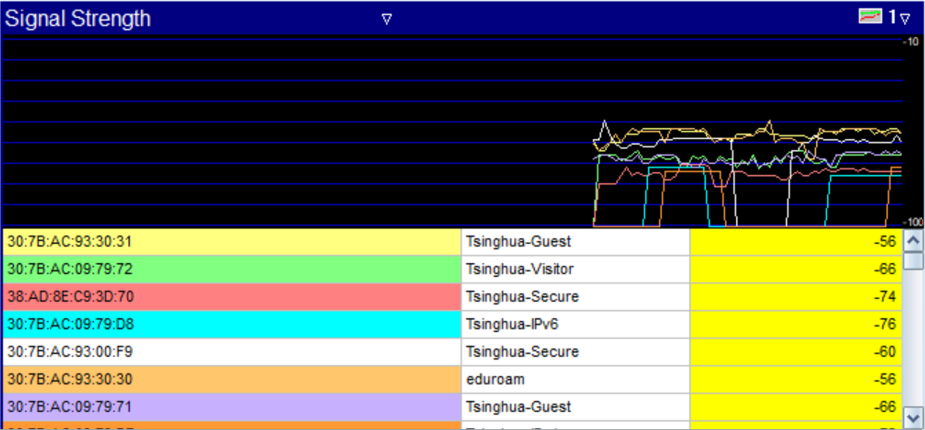 Signal Strength 1
-10
-100
30:7B:AC:93:30:31 Tsinghua-Guest -56
30:7B:AC:09:79:72 Tsinghua-Visitor -66
38:AD:8E:C9:3D:70 Tsinghua-Secure -74
30:7B:AC:09:79:D8 Tsinghua-IPv6 -76
30:7B:AC:93:00:F9 Tsinghua-Secure -60
30:7B:AC:93:30:30 eduroam -56
30:7B:AC:09:79:71 Tsinghua-Guest -66